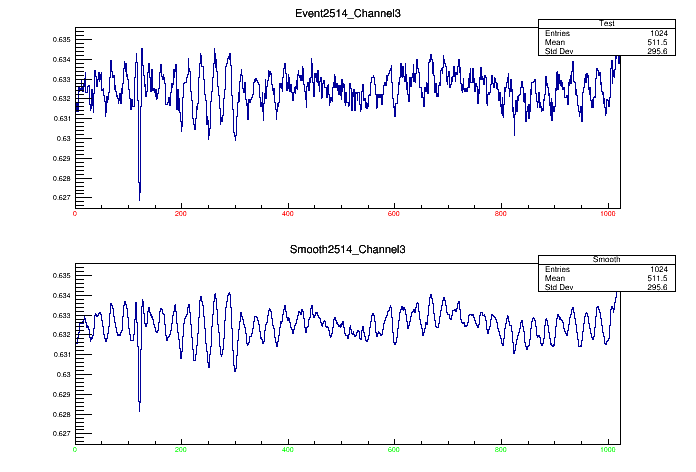 Event2514_Channel3
Test
Entries 1024
Mean 511.5
Std Dev 295.6
0.635
0.634
0.633
0.632
0.631
0.63
0.629
0.628
0.627
0 200 400 600 800 1000
Smooth2514_Channel3
Smooth
Entries 1024
Mean 511.5
Std Dev 295.6
0.635
0.634
0.633
0.632
0.631
0.63
0.629
0.628
0.627
0 200 400 600 800 1000